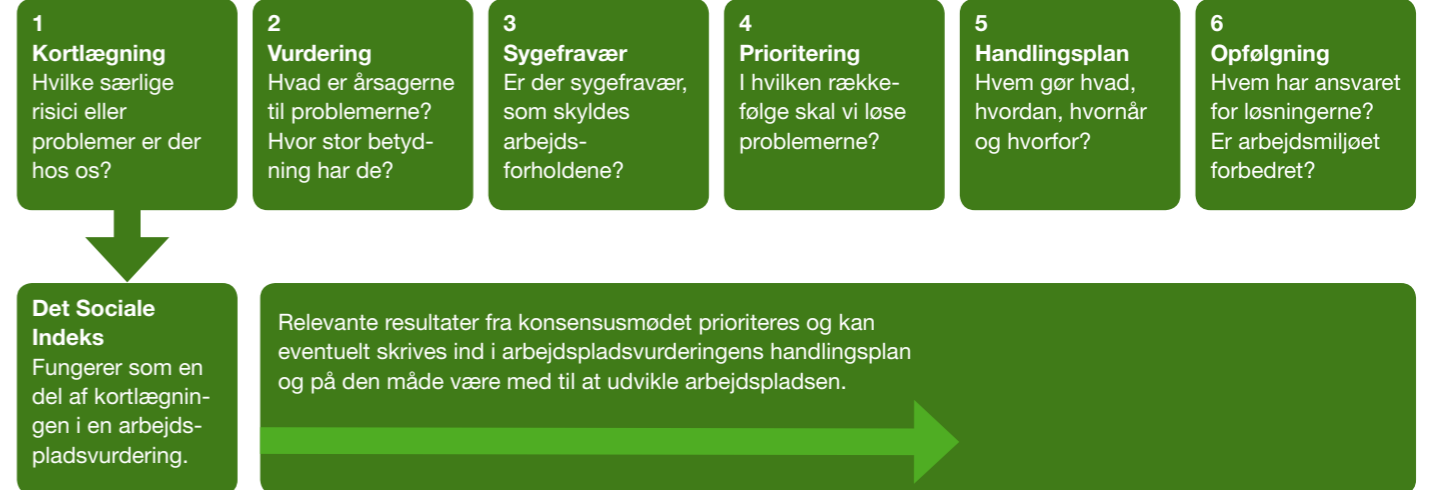 1
Kortlægning
Hvilke særlige
risici eller
problemer er der
hos os?
2
Vurdering
Hvad er årsagerne
til problemerne?
Hvor stor betyd-
ning har de?
3
Sygefravær
Er der sygefravær,
som skyldes
arbejds-
forholdene?
4
Prioritering
I hvilken række-
følge skal vi løse
problemerne?
5
Handlingsplan
Hvem gør hvad,
hvordan, hvornår
og hvorfor?
6
Opfølgning
Hvem har ansvaret
for løsningerne?
Er arbejdsmiljøet
forbedret?
Det Sociale
Indeks
Fungerer som en
del af kortlægnin-
gen i en arbejds-
pladsvurdering.
Relevante resultater fra konsensusmødet prioriteres og kan
eventuelt skrives ind i arbejdspladsvurderingens handlingsplan
og på den måde være med til at udvikle arbejdspladsen.